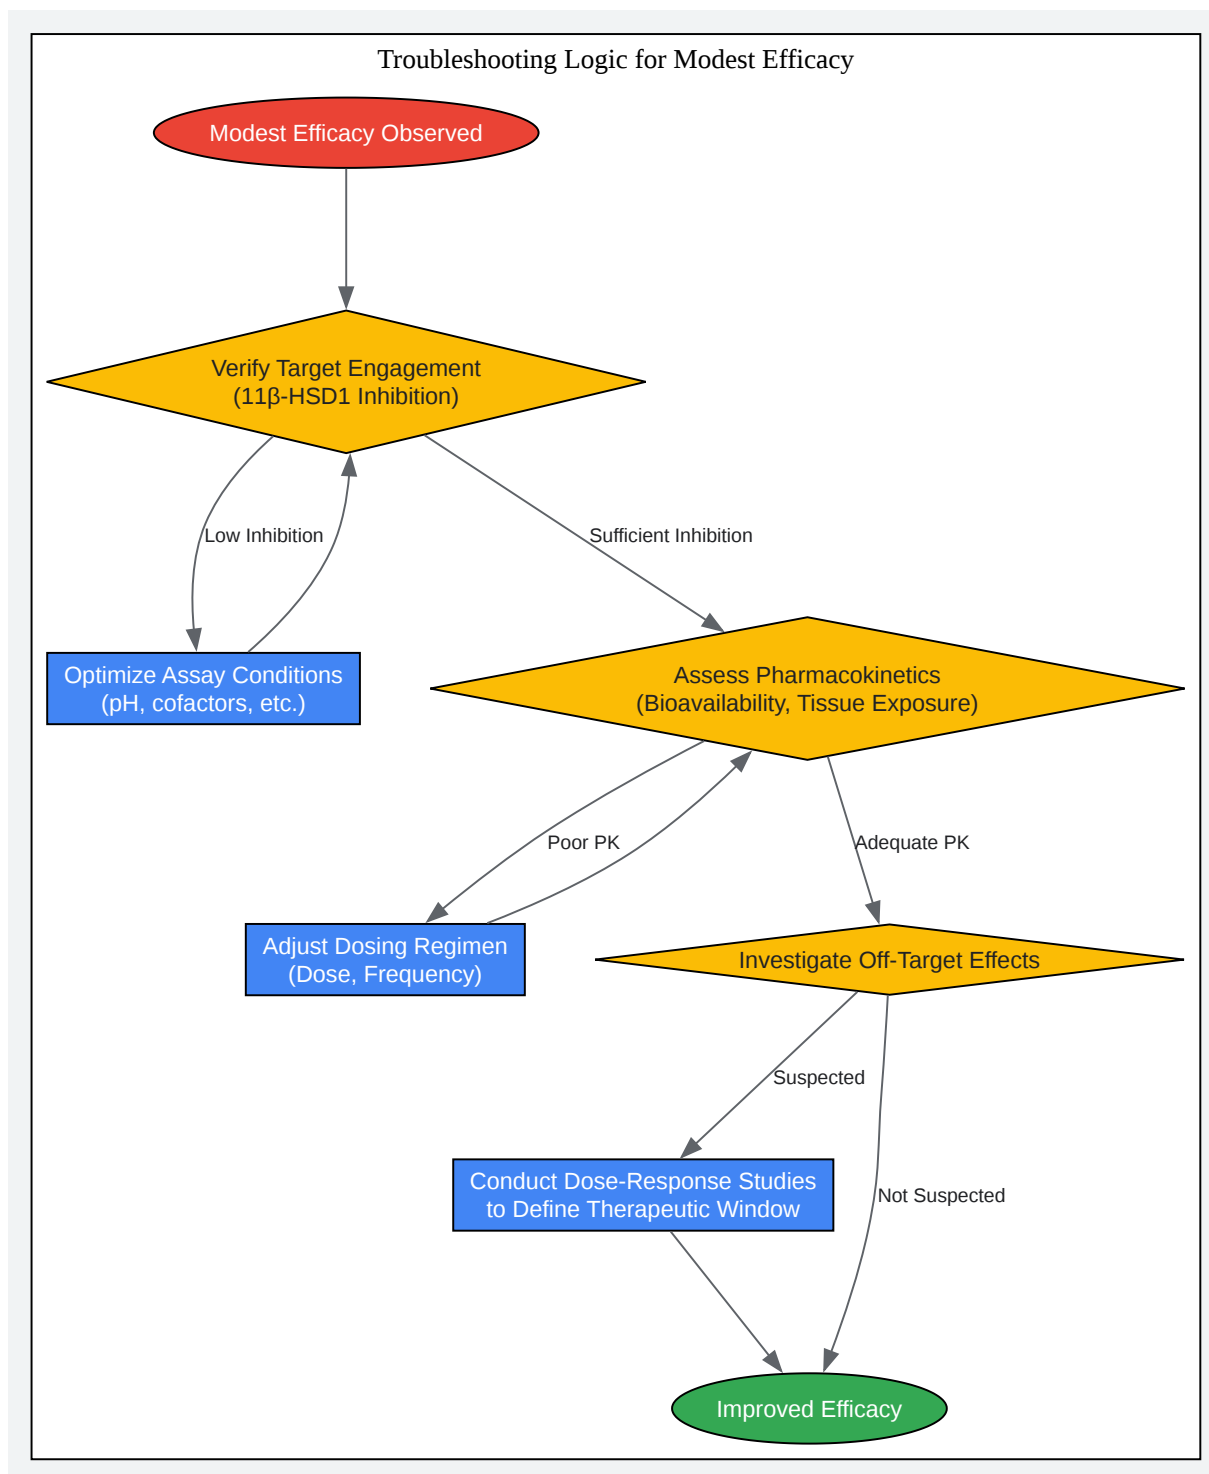 Troubleshooting Logic for Modest Efficacy
Modest Efficacy Observed
Verify Target Engagement
(11β-HSD1 Inhibition)
Low Inhibition
Sufficient Inhibition
Optimize Assay Conditions
(pH, cofactors, etc.)
Assess Pharmacokinetics
(Bioavailability, Tissue Exposure)
Poor PK
Adequate PK
Adjust Dosing Regimen
(Dose, Frequency)
Investigate Off-Target Effects
Suspected
Conduct Dose-Response Studies
to Define Therapeutic Window
Not Suspected
Improved Efficacy